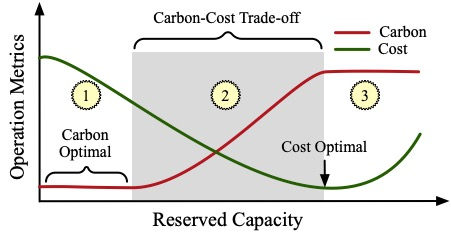 Carbon-Cost Trade-off
Carbon
Cost
Operation Metrics
1
2
3
Carbon
Optimal
Cost Optimal
Reserved Capacity